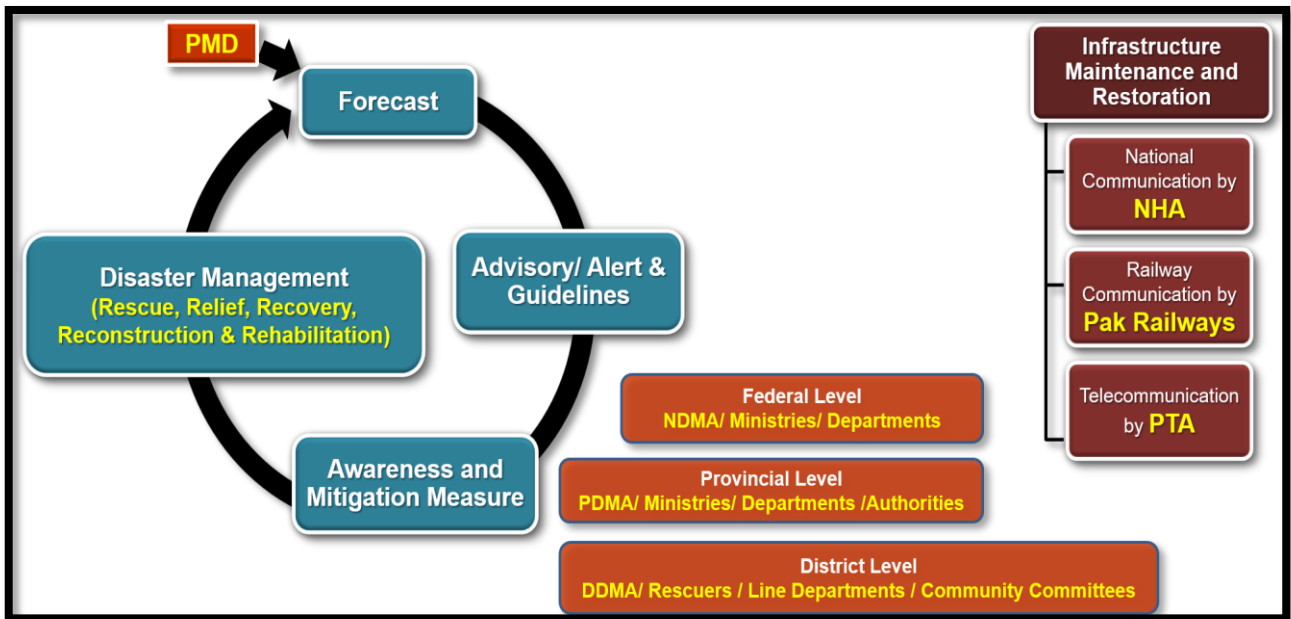 PMD
Forecast
Advisory/ Alert &
Guidelines
Awareness and
Mitigation Measure
Disaster Management
(Rescue, Relief, Recovery,
Reconstruction & Rehabilitation)
Federal Level
NDMA/ Ministries/ Departments
Provincial Level
PDMA/ Ministries/ Departments /Authorities
District Level
DDMA/ Rescuers / Line Departments / Community Committees
Infrastructure
Maintenance and
Restoration
National
Communication by
NHA
Railway
Communication by
Pak Railways
Telecommunication
by PTA